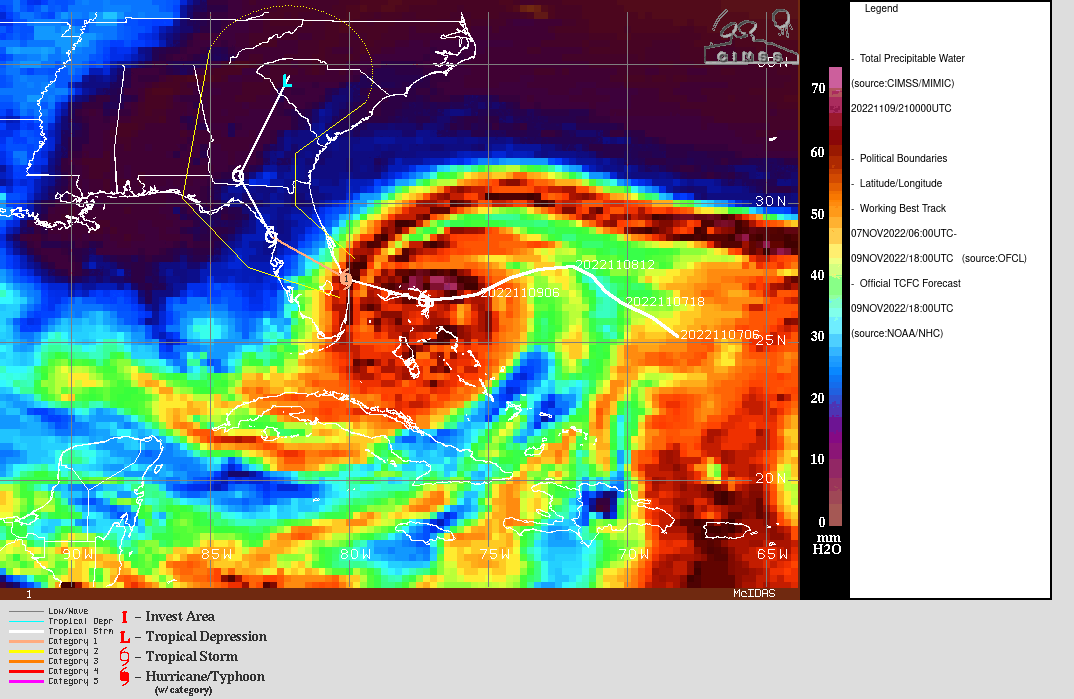 CIMSS
30N
25N
20N
90W
85W
80W
75W
70W
65W
2022110812
2022110906
2022110718
2022110706
1
1
McIDAS
70
60
50
40
30
20
10
0
mm
H2O
Legend
- Total Precipitable Water
(source:CIMSS/MIMIC)
20221109/210000UTC
- Political Boundaries
- Latitude/Longitude
- Working Best Track
07NOV2022/06:00UTC-
09NOV2022/18:00UTC (source:OFCL)
- Official TCFC Forecast
09NOV2022/18:00UTC
(source:NOAA/NHC)
Low/Wave
Tropical Depr
Tropical Strm
Category 1
Category 2
Category 3
Category 4
Category 5
I - Invest Area
L - Tropical Depression
- Tropical Storm
- Hurricane/Typhoon
(w/ category)